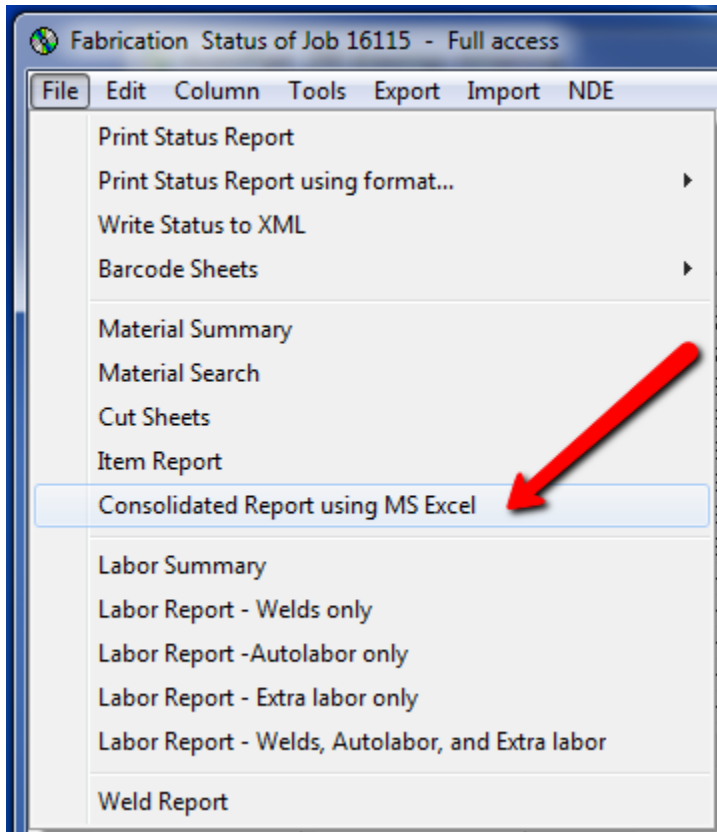 Fabrication Status of Job 16115 - Full access
File Edit Column Tools Export Import NDE
Print Status Report
Print Status Report using format...
Write Status to XML
Barcode Sheets
Material Summary
Material Search
Cut Sheets
Item Report
Consolidated Report using MS Excel
Labor Summary
Labor Report - Welds only
Labor Report -Autolabor only
Labor Report - Extra labor only
Labor Report - Welds, Autolabor, and Extra labor
Weld Report